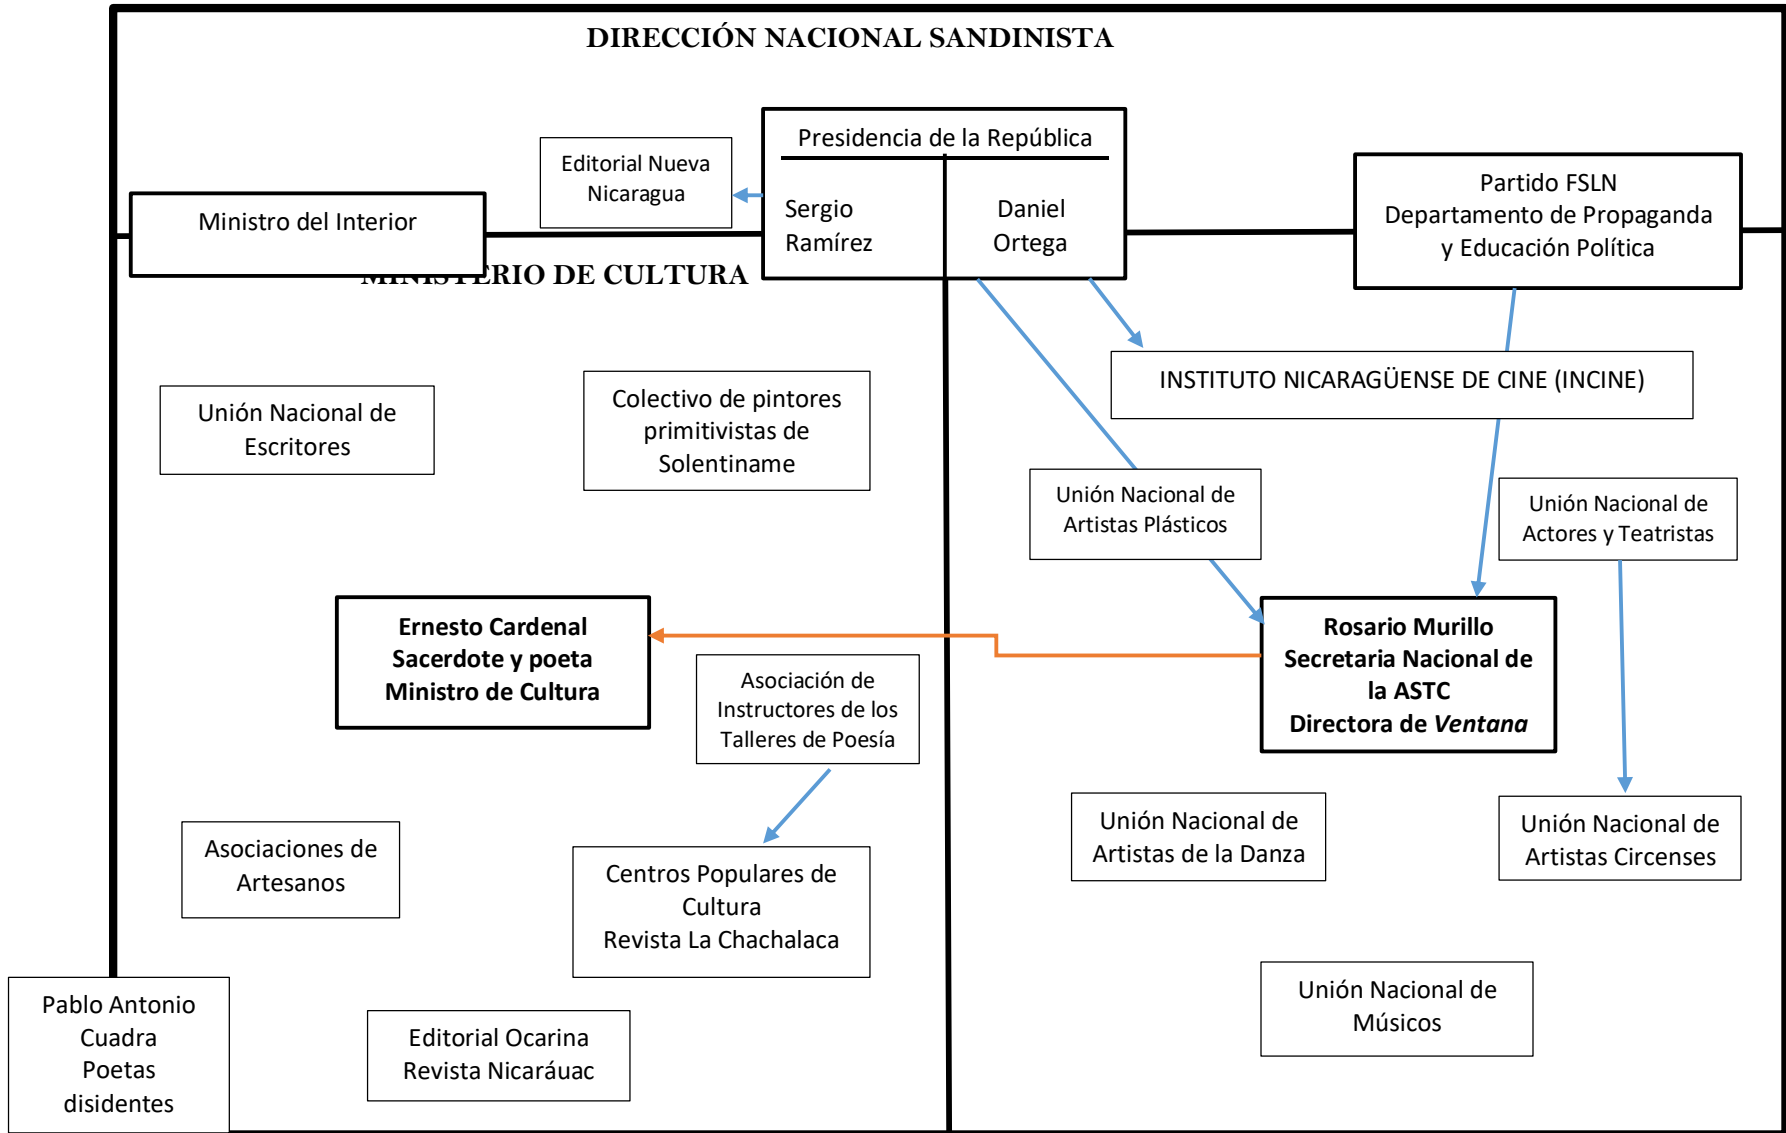 DIRECCIÓN NACIONAL SANDINISTA
Presidencia de la República
Sergio
Ramírez
Daniel
Ortega
Editorial Nueva
Nicaragua
Ministro del Interior
Partido FSLN
Departamento de Propaganda
y Educación Política
MINISTERIO DE CULTURA
INSTITUTO NICARAGÜENSE DE CINE (INCINE)
Unión Nacional de
Escritores
Colectivo de pintores
primitivistas de
Solentiname
Unión Nacional de
Artistas Plásticos
Unión Nacional de
Actores y Teatristas
Ernesto Cardenal
Sacerdote y poeta
Ministro de Cultura
Asociación de
Instructores de los
Talleres de Poesía
Rosario Murillo
Secretaria Nacional de
la ASTC
Directora de Ventana
Asociaciones de
Artesanos
Centros Populares de
Cultura
Revista La Chachalaca
Unión Nacional de
Artistas de la Danza
Unión Nacional de
Artistas Circenses
Pablo Antonio
Cuadra
Poetas
disidentes
Editorial Ocarina
Revista Nicaráuac
Unión Nacional de
Músicos